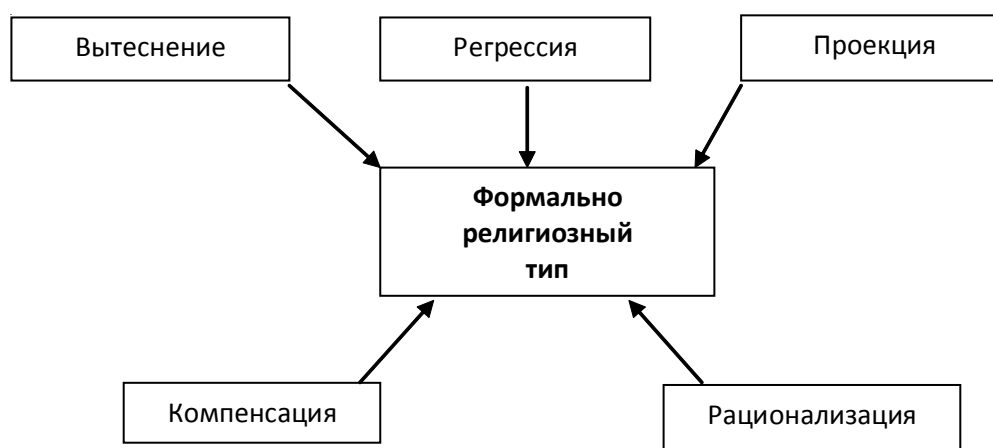 Вытеснение
Регрессия
Проекция
Формально
религиозный
тип
Компенсация
Рационализация